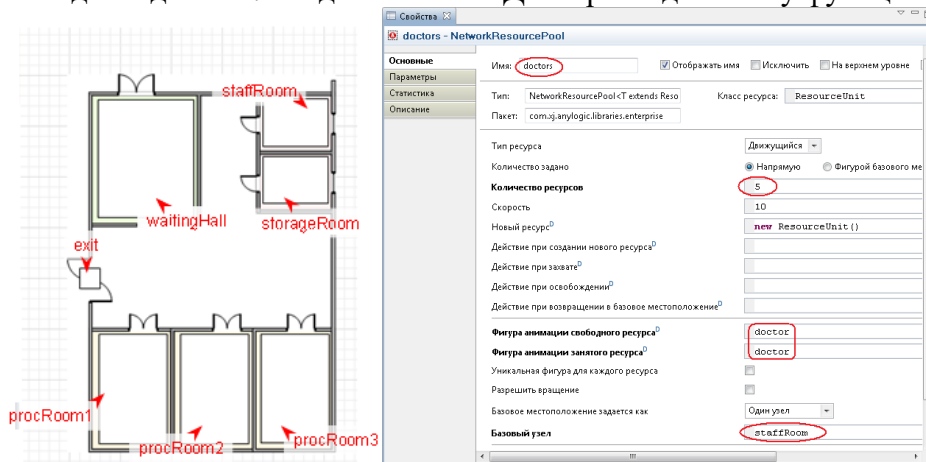 staffRoom
waitingHall
storageRoom
exit
procRoom1
procRoom2
procRoom3
Свойства
doctors - NetworkResourcePool
Основные
Параметры
Статистика
Описание
Имя: doctors Отображать имя Исключить На верхнем уровне
Тип: NetworkResourcePool<T extends Reso Класс ресурса: ResourceUnit
Пакет: com.xj.anylogic.libraries.enterprise
Тип ресурса Движущийся
Количество задано Напрямую Фигурой базового ме
Количество ресурсов 5
Скорость 10
Новый ресурс new ResourceUnit()
Действие при создании нового ресурса
Действие при захвате
Действие при освобождении
Действие при возвращении в базовое местоположение
Фигура анимации свободного ресурса doctor
Фигура анимации занятого ресурса doctor
Уникальная фигура для каждого ресурса
Разрешить вращение
Базовое местоположение задается как Один узел
Базовый узел staffRoom